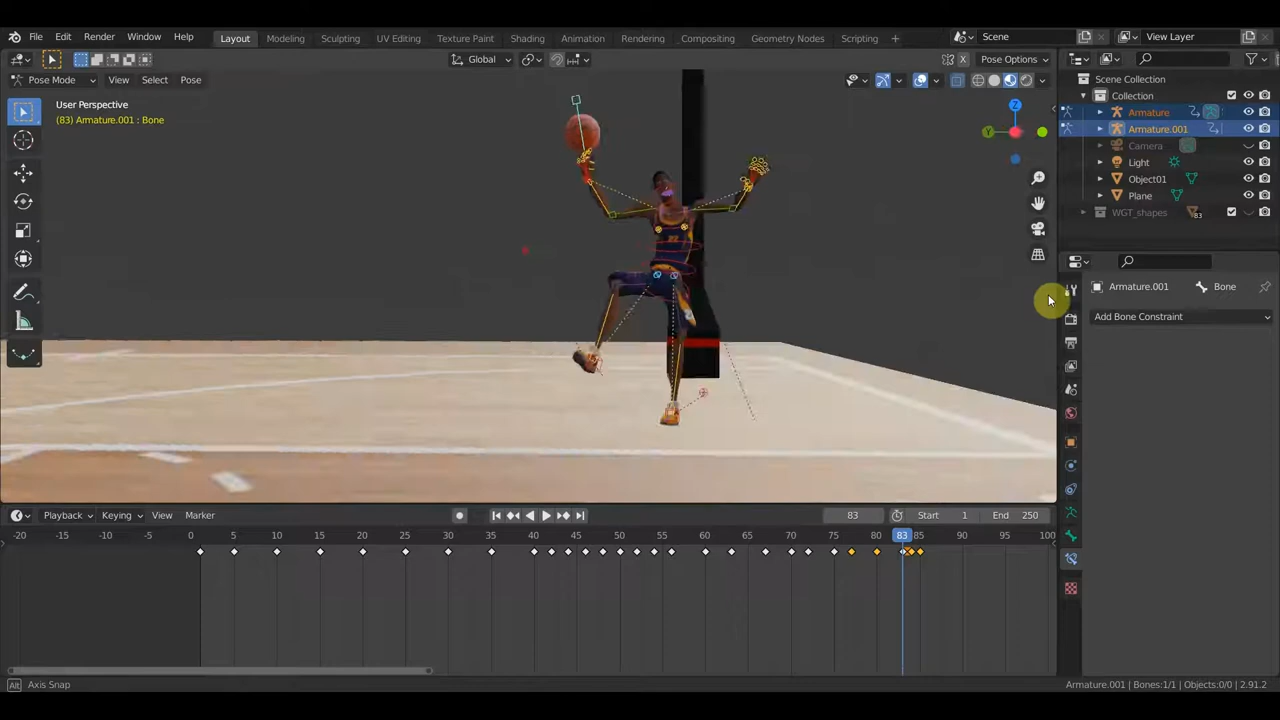 File Edit Render Window Help Layout Modeling Sculpting UV Editing Texture Paint Shading Animation Rendering Compositing Geometry Nodes Scripting + Scene View Layer
Global Pose Options
Pose Mode View Select Pose
Scene Collection
Collection
Armature
Armature.001
Camera
Light
Object01
Plane
WGT_shapes 83
User Perspective
(83) Armature.001 : Bone
Z
Y
Armature.001 Bone
Add Bone Constraint
Playback Keying View Marker 83 Start 1 End 250
-20 -15 -10 -5 0 5 10 15 20 25 30 35 40 45 50 55 60 65 70 75 80 83 85 90 95 100
Alt Axis Snap Armature.001 | Bones:1/1 | Objects:0/0 | 2.91.2